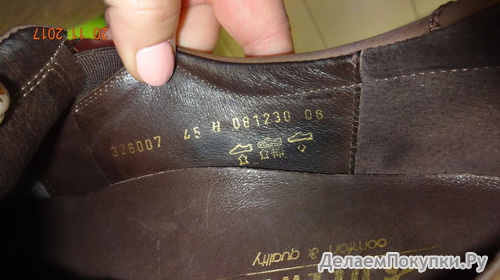 20 11 2017
326007 45 H 081230 06
comfort & quality
ДелаемПокупки.Ру